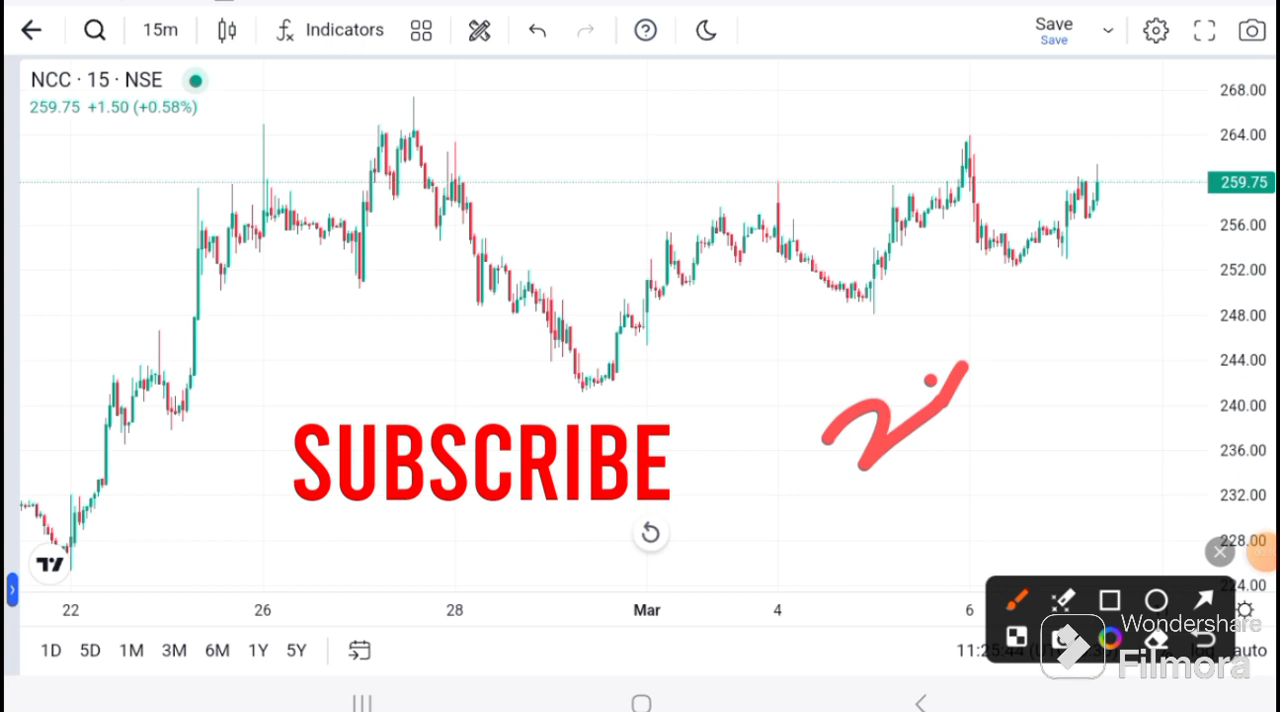 15m Indicators Save
Save
NCC · 15 · NSE
259.75 +1.50 (+0.58%)
268.00
264.00
259.75
256.00
252.00
248.00
244.00
240.00
236.00
232.00
228.00
224.00
SUBSCRIBE
22 26 28 Mar 4 6
1D 5D 1M 3M 6M 1Y 5Y
auto
Wondershare
Filmora